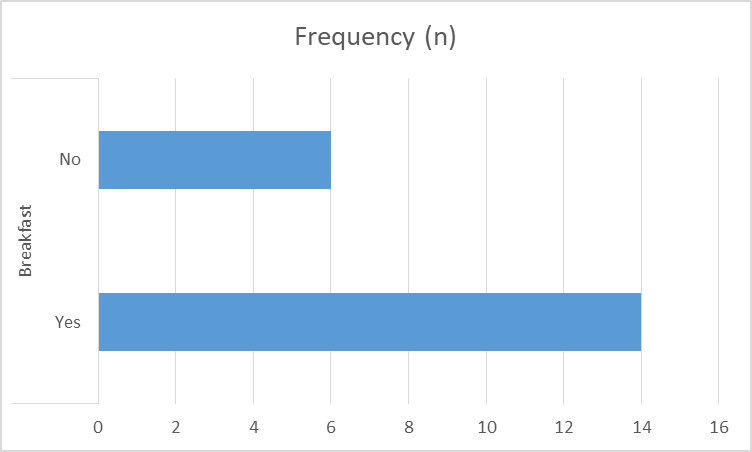 Frequency (n)
No
Breakfast
Yes
0 2 4 6 8 10 12 14 16